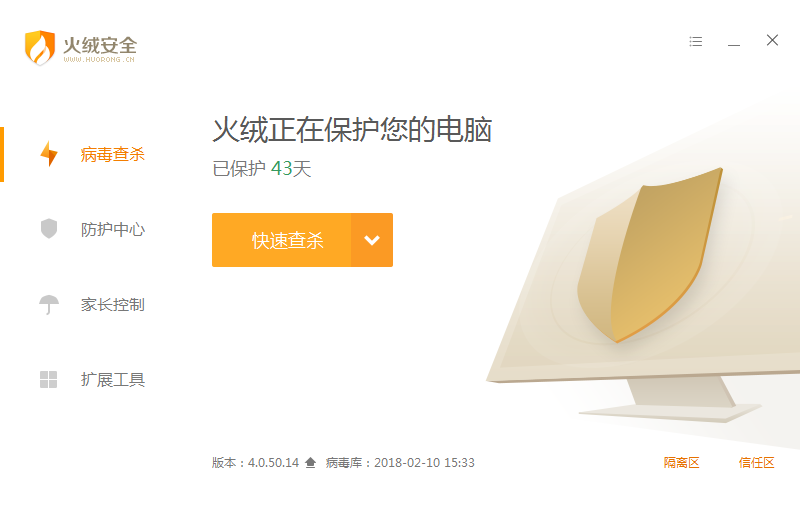 火绒安全
WWW.HUORONG.CN
病毒查杀
防护中心
家长控制
扩展工具
火绒正在保护您的电脑
已保护 43天
快速查杀
版本：4.0.50.14 病毒库：2018-02-10 15:33
隔离区
信任区